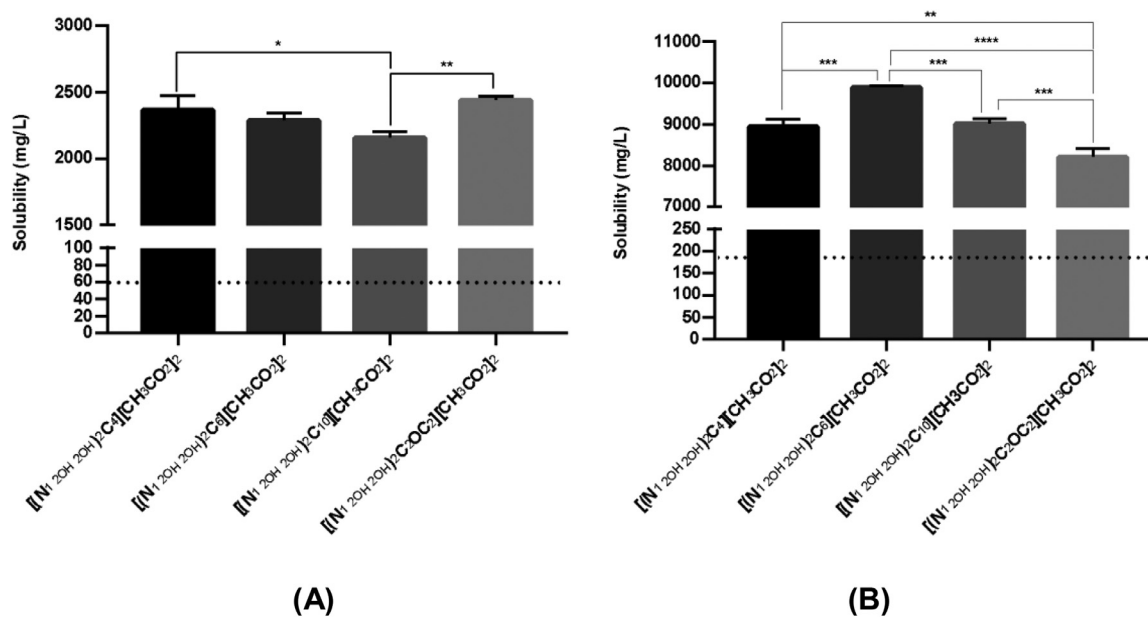 Solubility (mg/L)
3000
2500
2000
1500
100
80
60
40
20
0
*
**
[[N1 2OH 2OH)2C4][CH3CO2]2
[[(N1 2OH 2OH)2C6][CH3CO2]2
[[N1 2OH 2OH)2C10][CH3CO2]2
[[(N1 2OH 2OH)2C2OC2][CH3CO2]2
(A)
Solubility (mg/L)
11000
10000
9000
8000
7000
250
200
150
100
50
0
**
****
***
***
***
[(N1 2OH 2OH)2C4][CH3CO2]2
[(N1 2OH 2OH)2C6][CH3CO2]2
[[N1 2OH 2OH)2C10][CH3CO2]2
[(N1 2OH 2OH)2C2OC2][CH3CO2]2
(B)